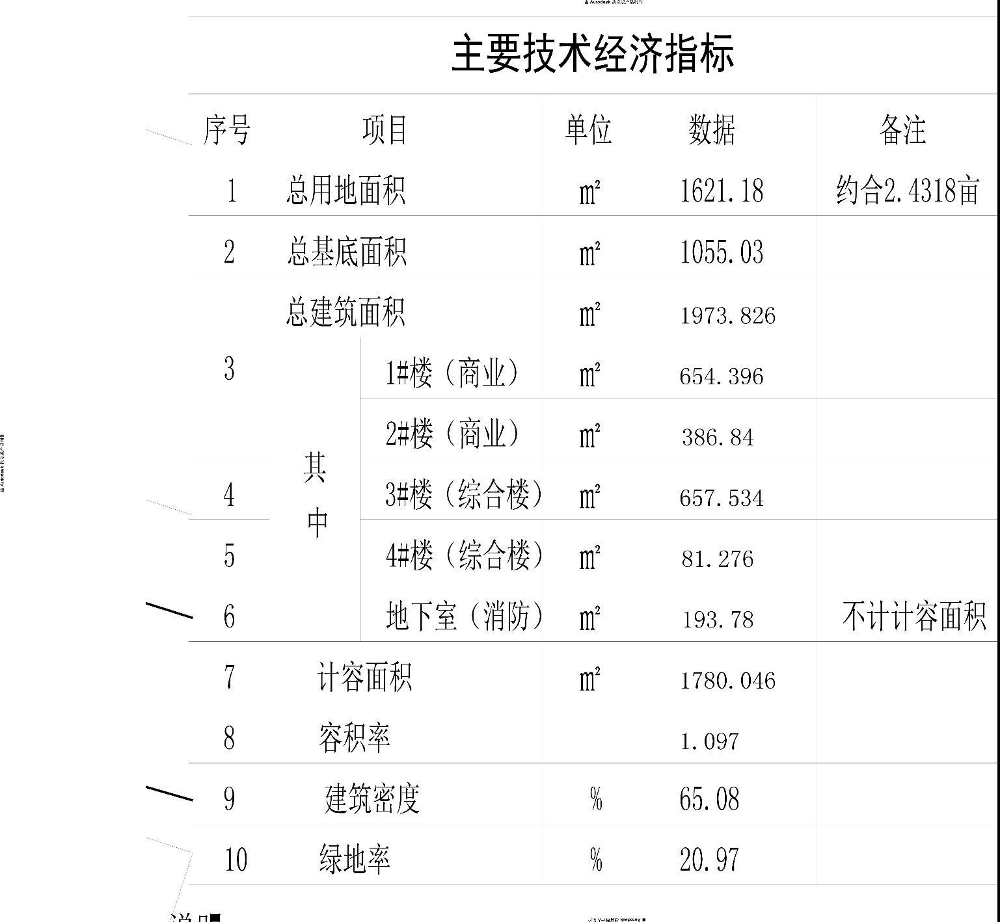 由 Autodesk 教育版产品制作
主要技术经济指标
序号 项目 单位 数据 备注
1 总用地面积 m² 1621.18 约合2.4318亩
2 总基底面积 m² 1055.03
总建筑面积 m² 1973.826
3 1#楼（商业） m² 654.396
2#楼（商业） m² 386.84
其
4 3#楼（综合楼） m² 657.534
中
5 4#楼（综合楼） m² 81.276
6 地下室（消防） m² 193.78 不计计容面积
7 计容面积 m² 1780.046
8 容积率 1.097
9 建筑密度 % 65.08
10 绿地率 % 20.97
由 Autodesk 教育版产品制作